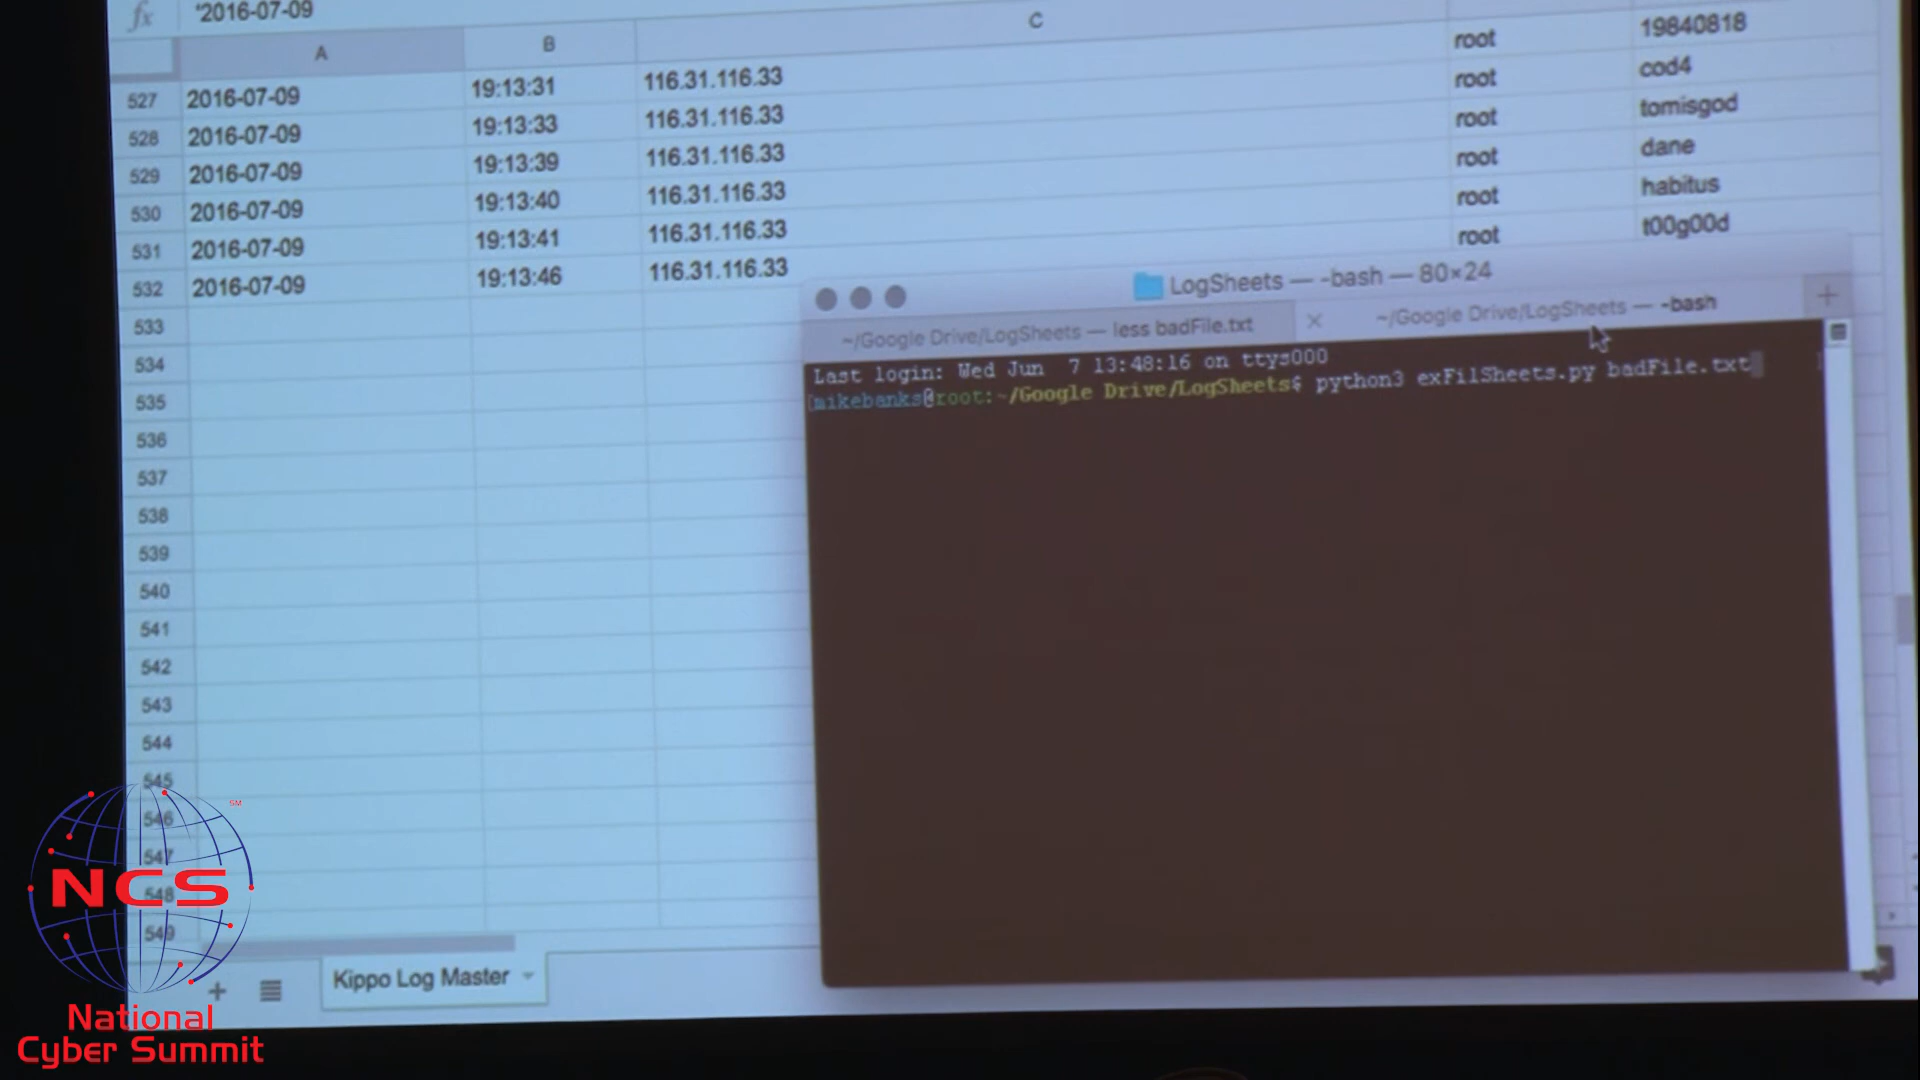 fx '2016-07-09
A B C
root 19840818
527 2016-07-09 19:13:31 116.31.116.33 root cod4
528 2016-07-09 19:13:33 116.31.116.33 root tomisgod
529 2016-07-09 19:13:39 116.31.116.33 root dane
530 2016-07-09 19:13:40 116.31.116.33 root habitus
531 2016-07-09 19:13:41 116.31.116.33 root t00g00d
532 2016-07-09 19:13:46 116.31.116.33
533
534
535
536
537
538
539
540
541
542
543
544
545
546
547
548
549
LogSheets — -bash — 80×24
~/Google Drive/LogSheets — less badFile.txt
~/Google Drive/LogSheets — -bash
Last login: Wed Jun 7 13:48:16 on ttys000
[mikebanks@root:~/Google Drive/LogSheets$ python3 exFilSheets.py badFile.txt
Kippo Log Master
NCS
SM
National
Cyber Summit